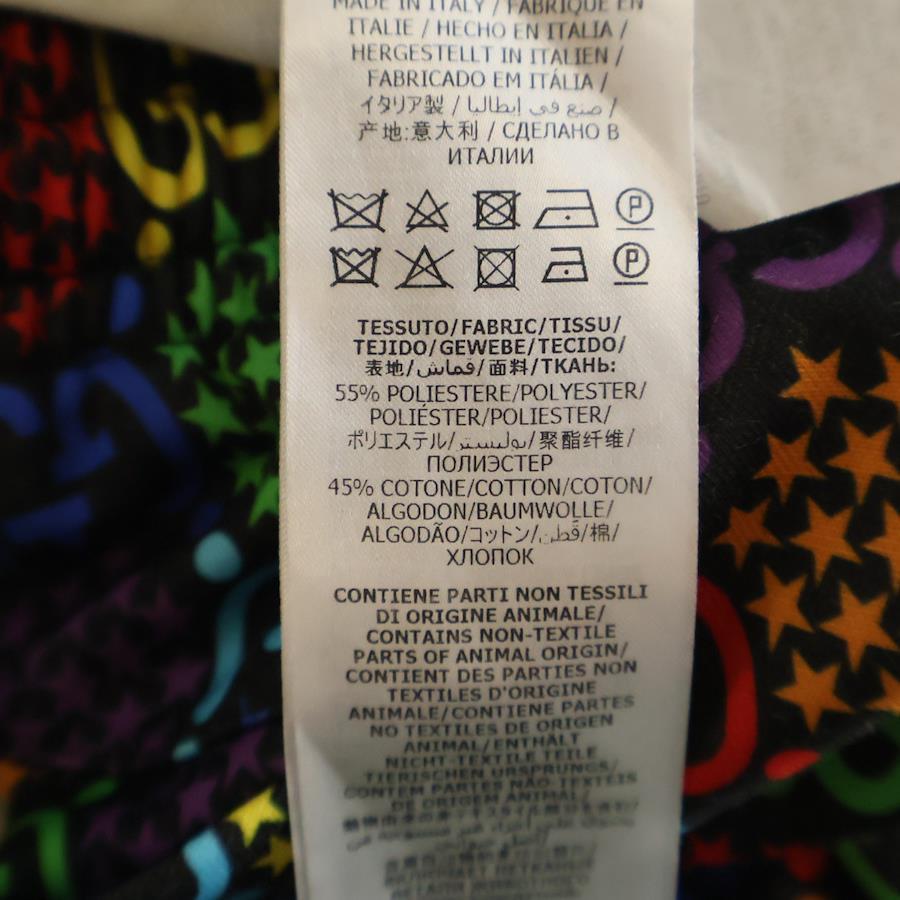 MADE IN ITALY / FABRIQUÉ EN
ITALIE / HECHO EN ITALIA /
HERGESTELLT IN ITALIEN /
FABRICADO EM ITÁLIA /
イタリア製 / صنع في إيطاليا /
产地:意大利 / СДЕЛАНО В
ИТАЛИИ
P
P
TESSUTO/FABRIC/TISSU/
TEJIDO/GEWEBE/TECIDO/
表地/قماش/面料/ТКАНЬ:
55% POLIESTERE/POLYESTER/
POLIÉSTER/POLIESTER/
ポリエステル/بوليستر/聚酯纤维/
ПОЛИЭСТЕР
45% COTONE/COTTON/COTON/
ALGODON/BAUMWOLLE/
ALGODÃO/コットン/قطن/棉/
ХЛОПОК
CONTIENE PARTI NON TESSILI
DI ORIGINE ANIMALE/
CONTAINS NON-TEXTILE
PARTS OF ANIMAL ORIGIN/
CONTIENT DES PARTIES NON
TEXTILES D'ORIGINE
ANIMALE/CONTIENE PARTES
NO TEXTILES DE ORIGEN
ANIMAL/ENTHÄLT
NICHT-TEXTILE TEILE
TIERISCHEN URSPRUNGS/
CONTEM PARTES NÃO-TEXTEIS
DE ORIGEM ANIMAL/